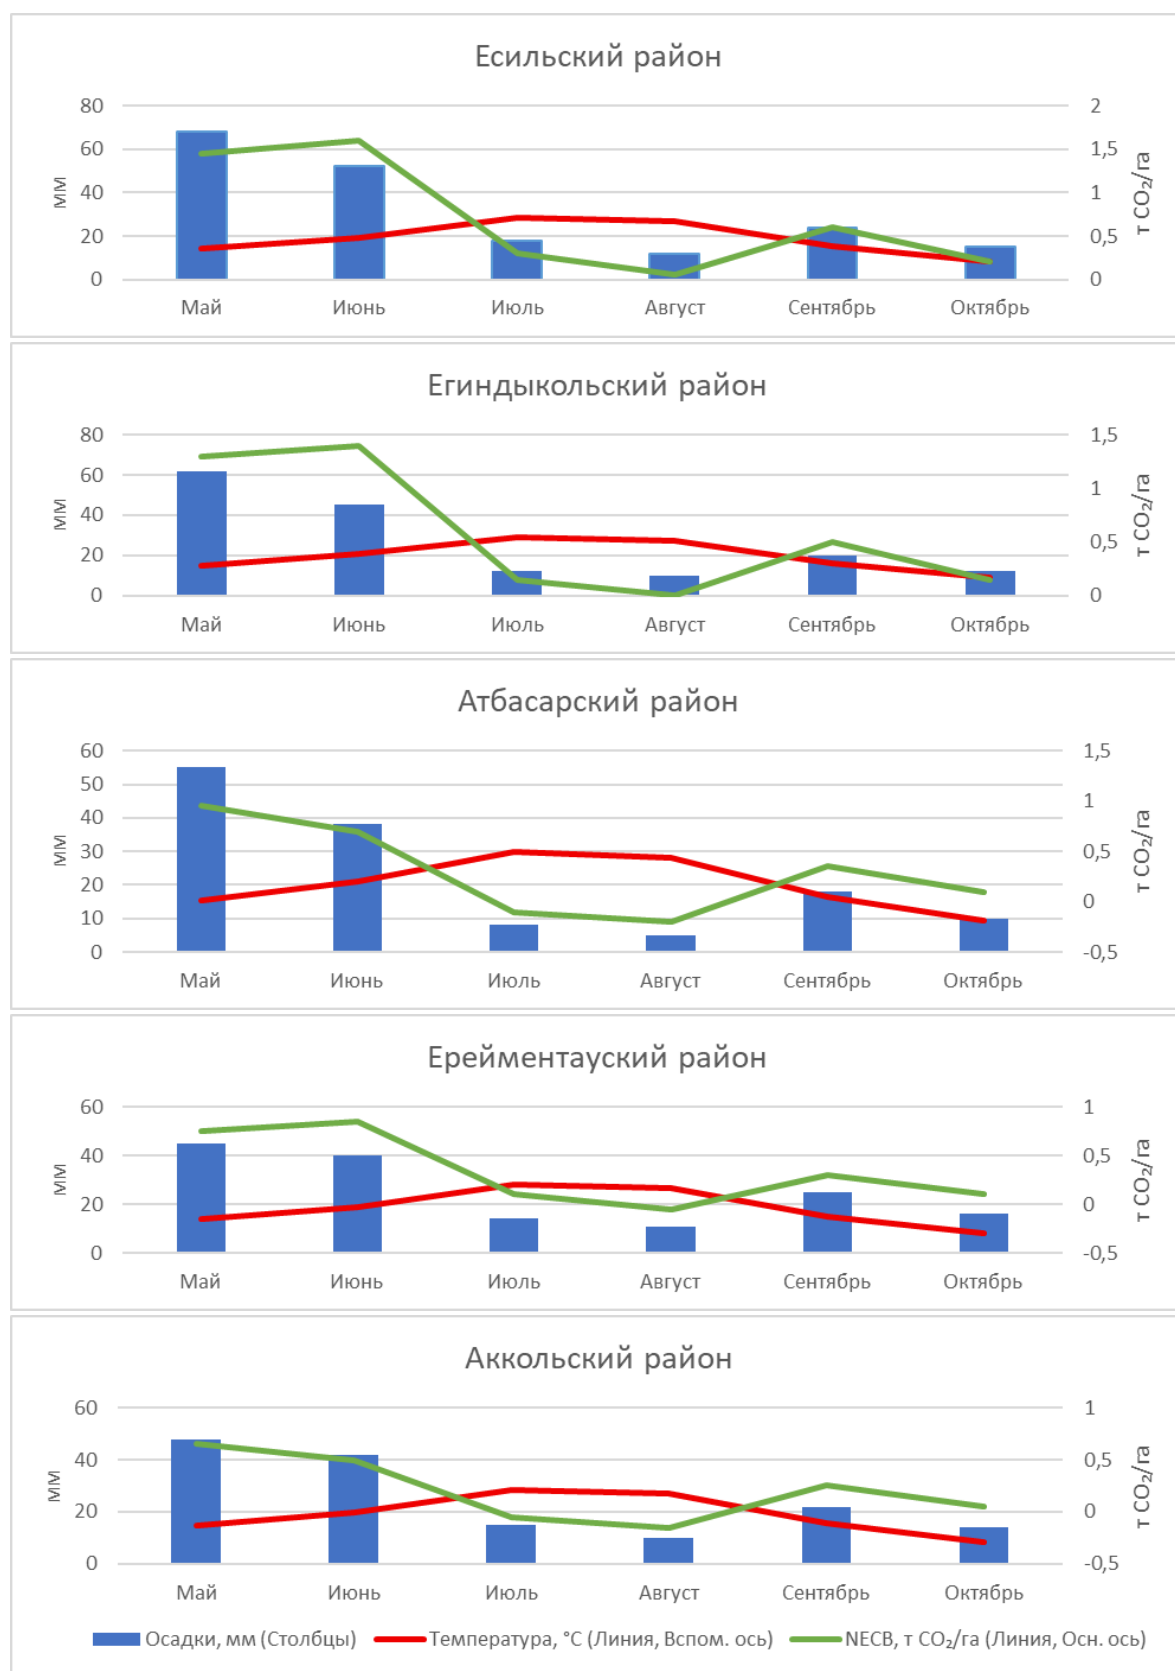 Есильский район
80
60
40
20
0
мм
2
1,5
1
0,5
0
т CO₂/га
Май Июнь Июль Август Сентябрь Октябрь
Егиндыкольский район
80
60
40
20
0
мм
1,5
1
0,5
0
т CO₂/га
Май Июнь Июль Август Сентябрь Октябрь
Атбасарский район
60
50
40
30
20
10
0
мм
1,5
1
0,5
0
-0,5
т CO₂/га
Май Июнь Июль Август Сентябрь Октябрь
Ерейментауский район
60
40
20
0
мм
1
0,5
0
-0,5
т CO₂/га
Май Июнь Июль Август Сентябрь Октябрь
Аккольский район
60
40
20
0
мм
1
0,5
0
-0,5
т CO₂/га
Май Июнь Июль Август Сентябрь Октябрь
Осадки, мм (Столбцы) Температура, °C (Линия, Вспом. ось) NECB, т CO₂/га (Линия, Осн. ось)